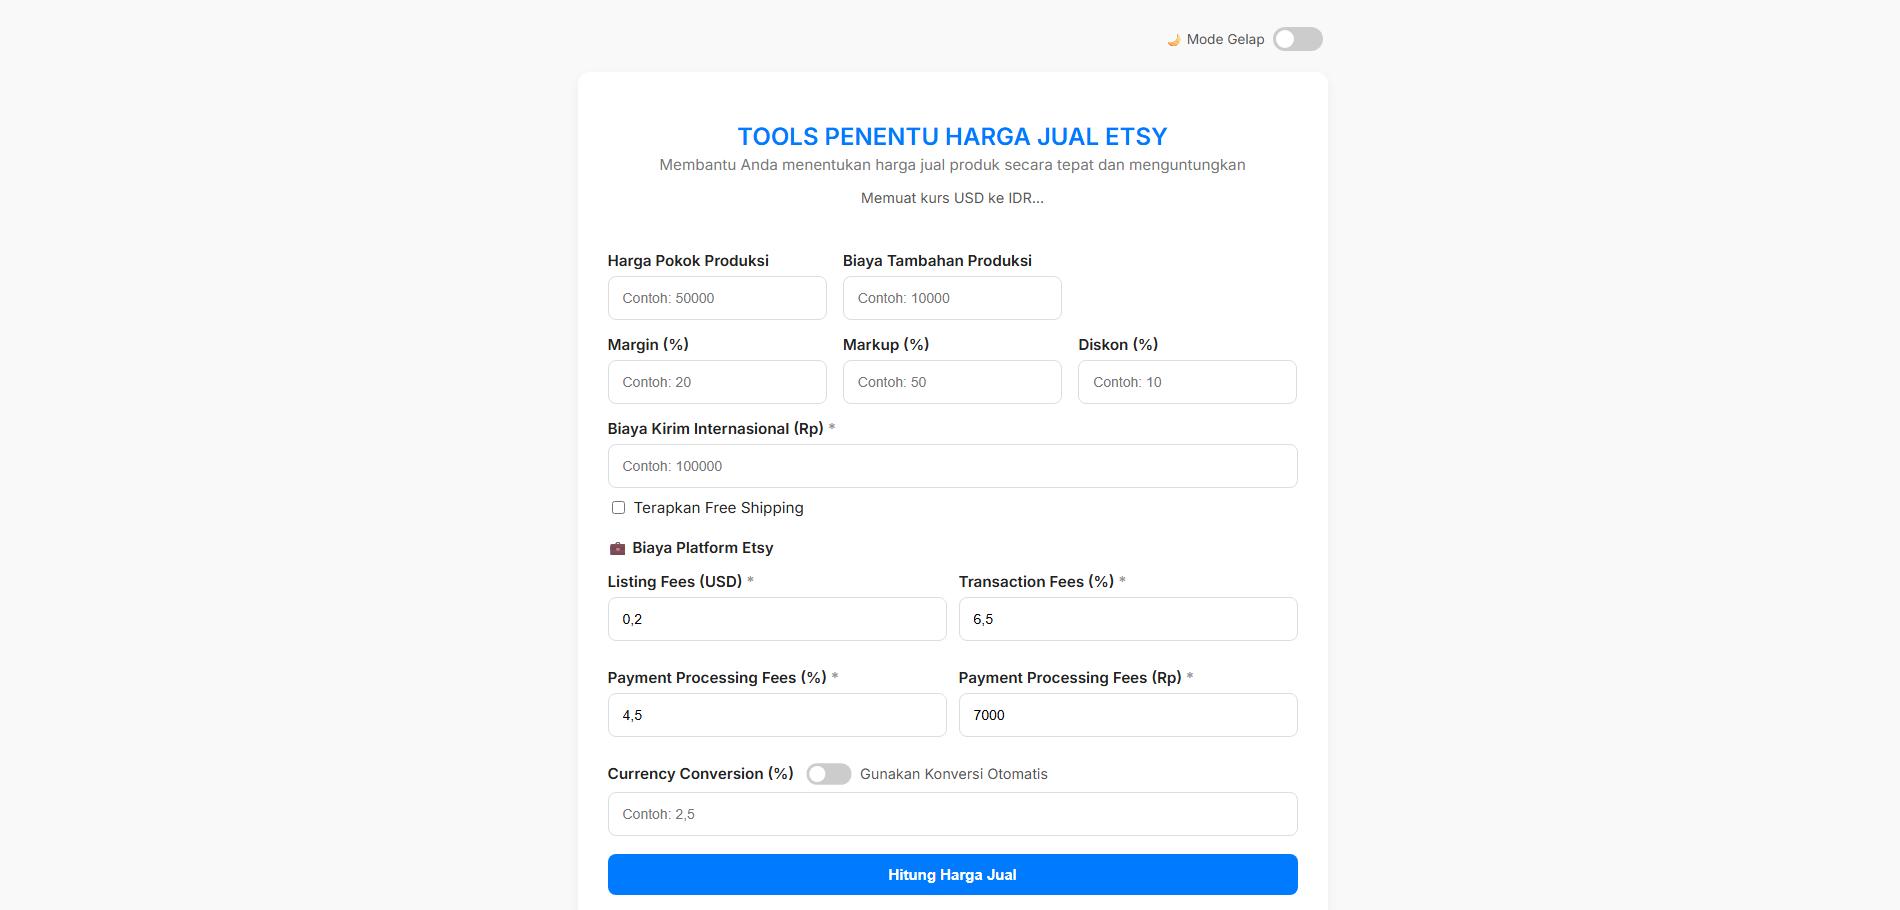 🌙 Mode Gelap
TOOLS PENENTU HARGA JUAL ETSY
Membantu Anda menentukan harga jual produk secara tepat dan menguntungkan
Memuat kurs USD ke IDR...
Harga Pokok Produksi
Biaya Tambahan Produksi
Contoh: 50000
Contoh: 10000
Margin (%)
Markup (%)
Diskon (%)
Contoh: 20
Contoh: 50
Contoh: 10
Biaya Kirim Internasional (Rp) *
Contoh: 100000
Terapkan Free Shipping
💼 Biaya Platform Etsy
Listing Fees (USD) *
Transaction Fees (%) *
0,2
6,5
Payment Processing Fees (%) *
Payment Processing Fees (Rp) *
4,5
7000
Currency Conversion (%)
Gunakan Konversi Otomatis
Contoh: 2,5
Hitung Harga Jual